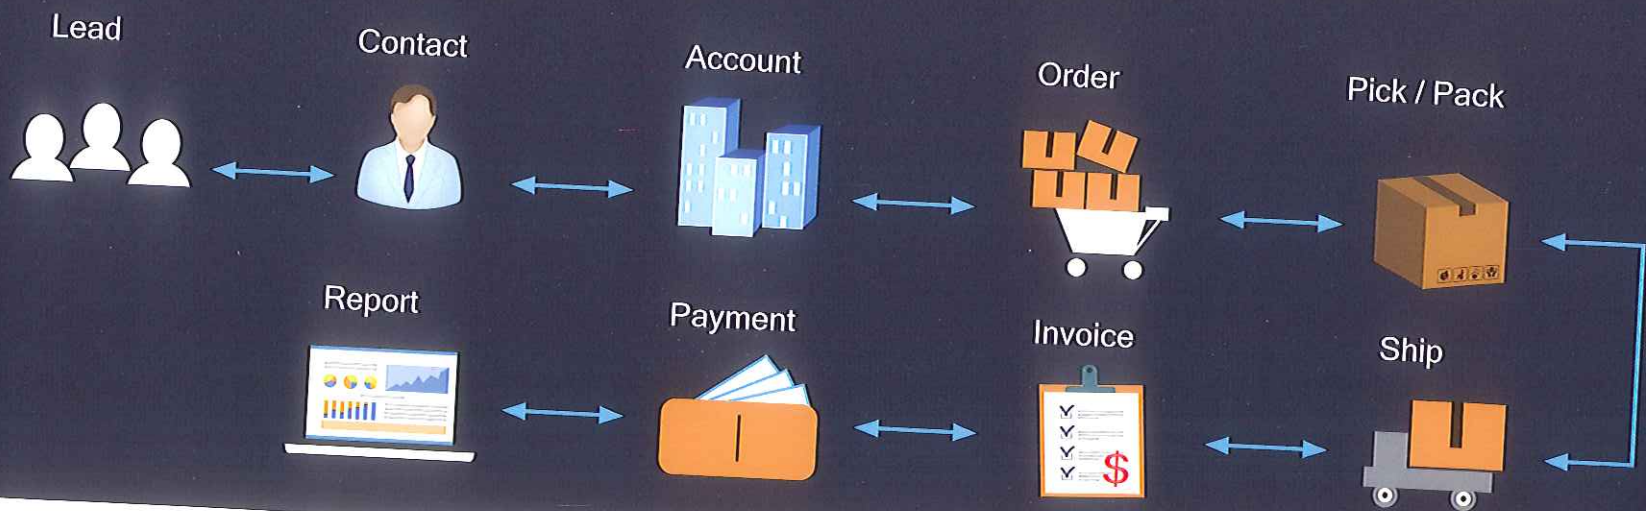 Lead
Contact
Account
Order
Pick / Pack
Report
Payment
Invoice
Ship
$